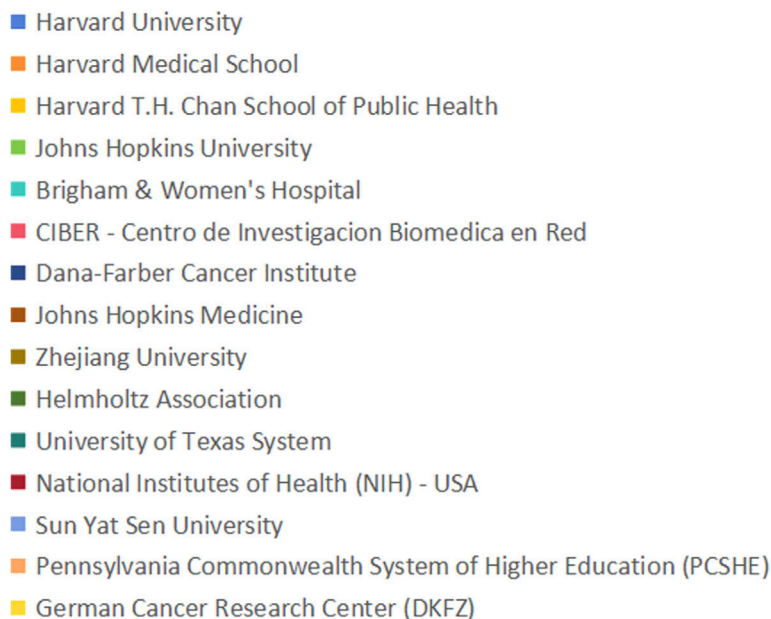 Harvard University
Harvard Medical School
Harvard T.H. Chan School of Public Health
Johns Hopkins University
Brigham & Women's Hospital
CIBER - Centro de Investigacion Biomedica en Red
Dana-Farber Cancer Institute
Johns Hopkins Medicine
Zhejiang University
Helmholtz Association
University of Texas System
National Institutes of Health (NIH) - USA
Sun Yat Sen University
Pennsylvania Commonwealth System of Higher Education (PCSHE)
German Cancer Research Center (DKFZ)